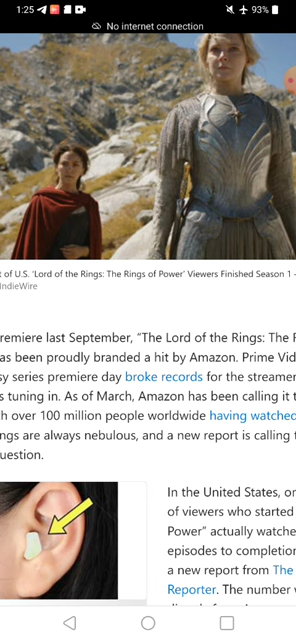 1:25
93%
No internet connection
t of U.S. 'Lord of the Rings: The Rings of Power' Viewers Finished Season 1 –
IndieWire
remiere last September, “The Lord of the Rings: The F
as been proudly branded a hit by Amazon. Prime Vid
sy series premiere day broke records for the streamer
s tuning in. As of March, Amazon has been calling it t
h over 100 million people worldwide having watched
ngs are always nebulous, and a new report is calling t
uestion.
In the United States, or
of viewers who started
Power” actually watche
episodes to completion
a new report from The
Reporter. The number w